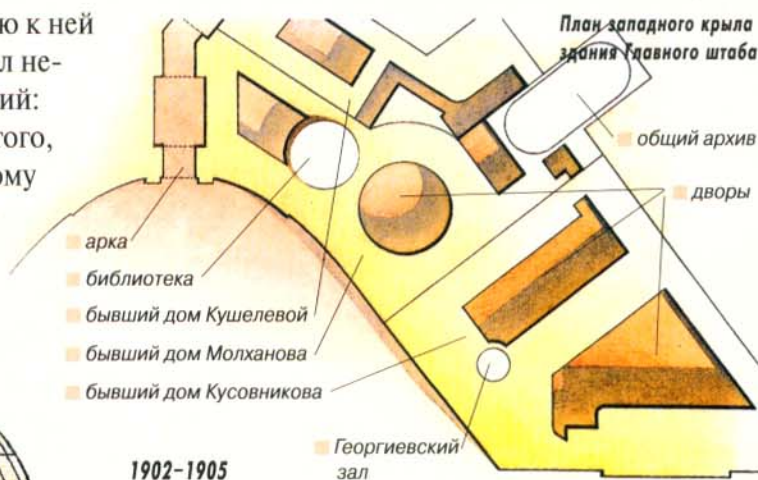 ю к ней
л не-
ий:
того,
ому
План западного крыла
здания Главного штаба
общий архив
дворы
арка
библиотека
бывший дом Кушелевой
бывший дом Молханова
бывший дом Кусовникова
Георгиевский
зал
1902–1905